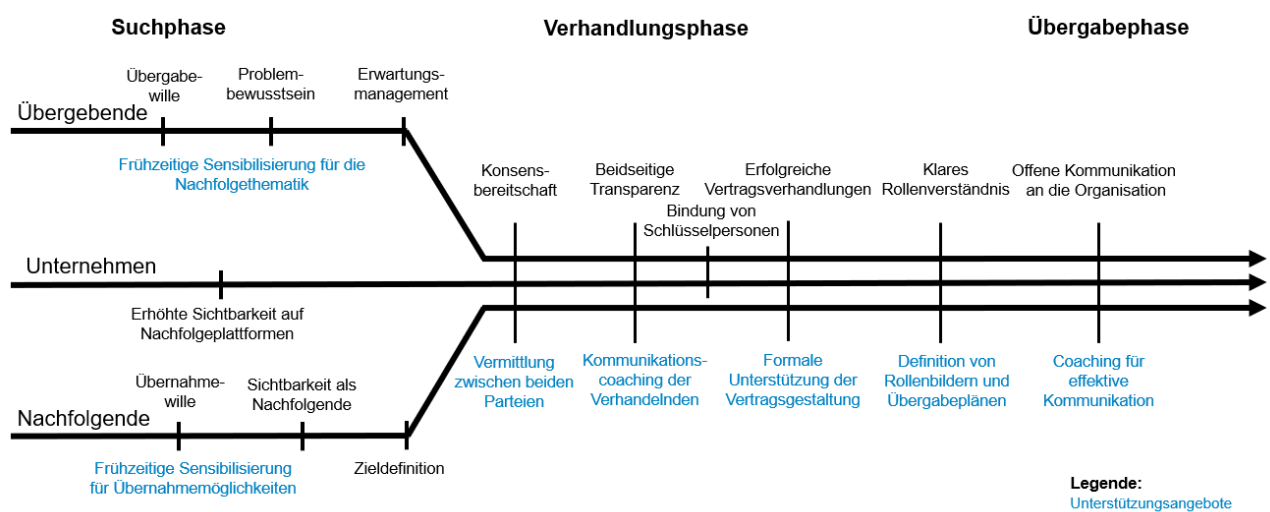 Suchphase
Verhandlungsphase
Übergabephase
Übergabe-
wille
Problem-
bewusstsein
Erwartungs-
management
Übergebende
Frühzeitige Sensibilisierung für die
Nachfolgethematik
Konsens-
bereitschaft
Beidseitige
Transparenz
Bindung von
Schlüsselpersonen
Erfolgreiche
Vertragsverhandlungen
Klares
Rollenverständnis
Offene Kommunikation
an die Organisation
Unternehmen
Erhöhte Sichtbarkeit auf
Nachfolgeplattformen
Übernahme-
wille
Sichtbarkeit als
Nachfolgende
Nachfolgende
Frühzeitige Sensibilisierung
für Übernahmemöglichkeiten
Zieldefinition
Vermittlung
zwischen beiden
Parteien
Kommunikations-
coaching der
Verhandelnden
Formale
Unterstützung der
Vertragsgestaltung
Definition von
Rollenbildern und
Übergabeplänen
Coaching für
effektive
Kommunikation
Legende:
Unterstützungsangebote